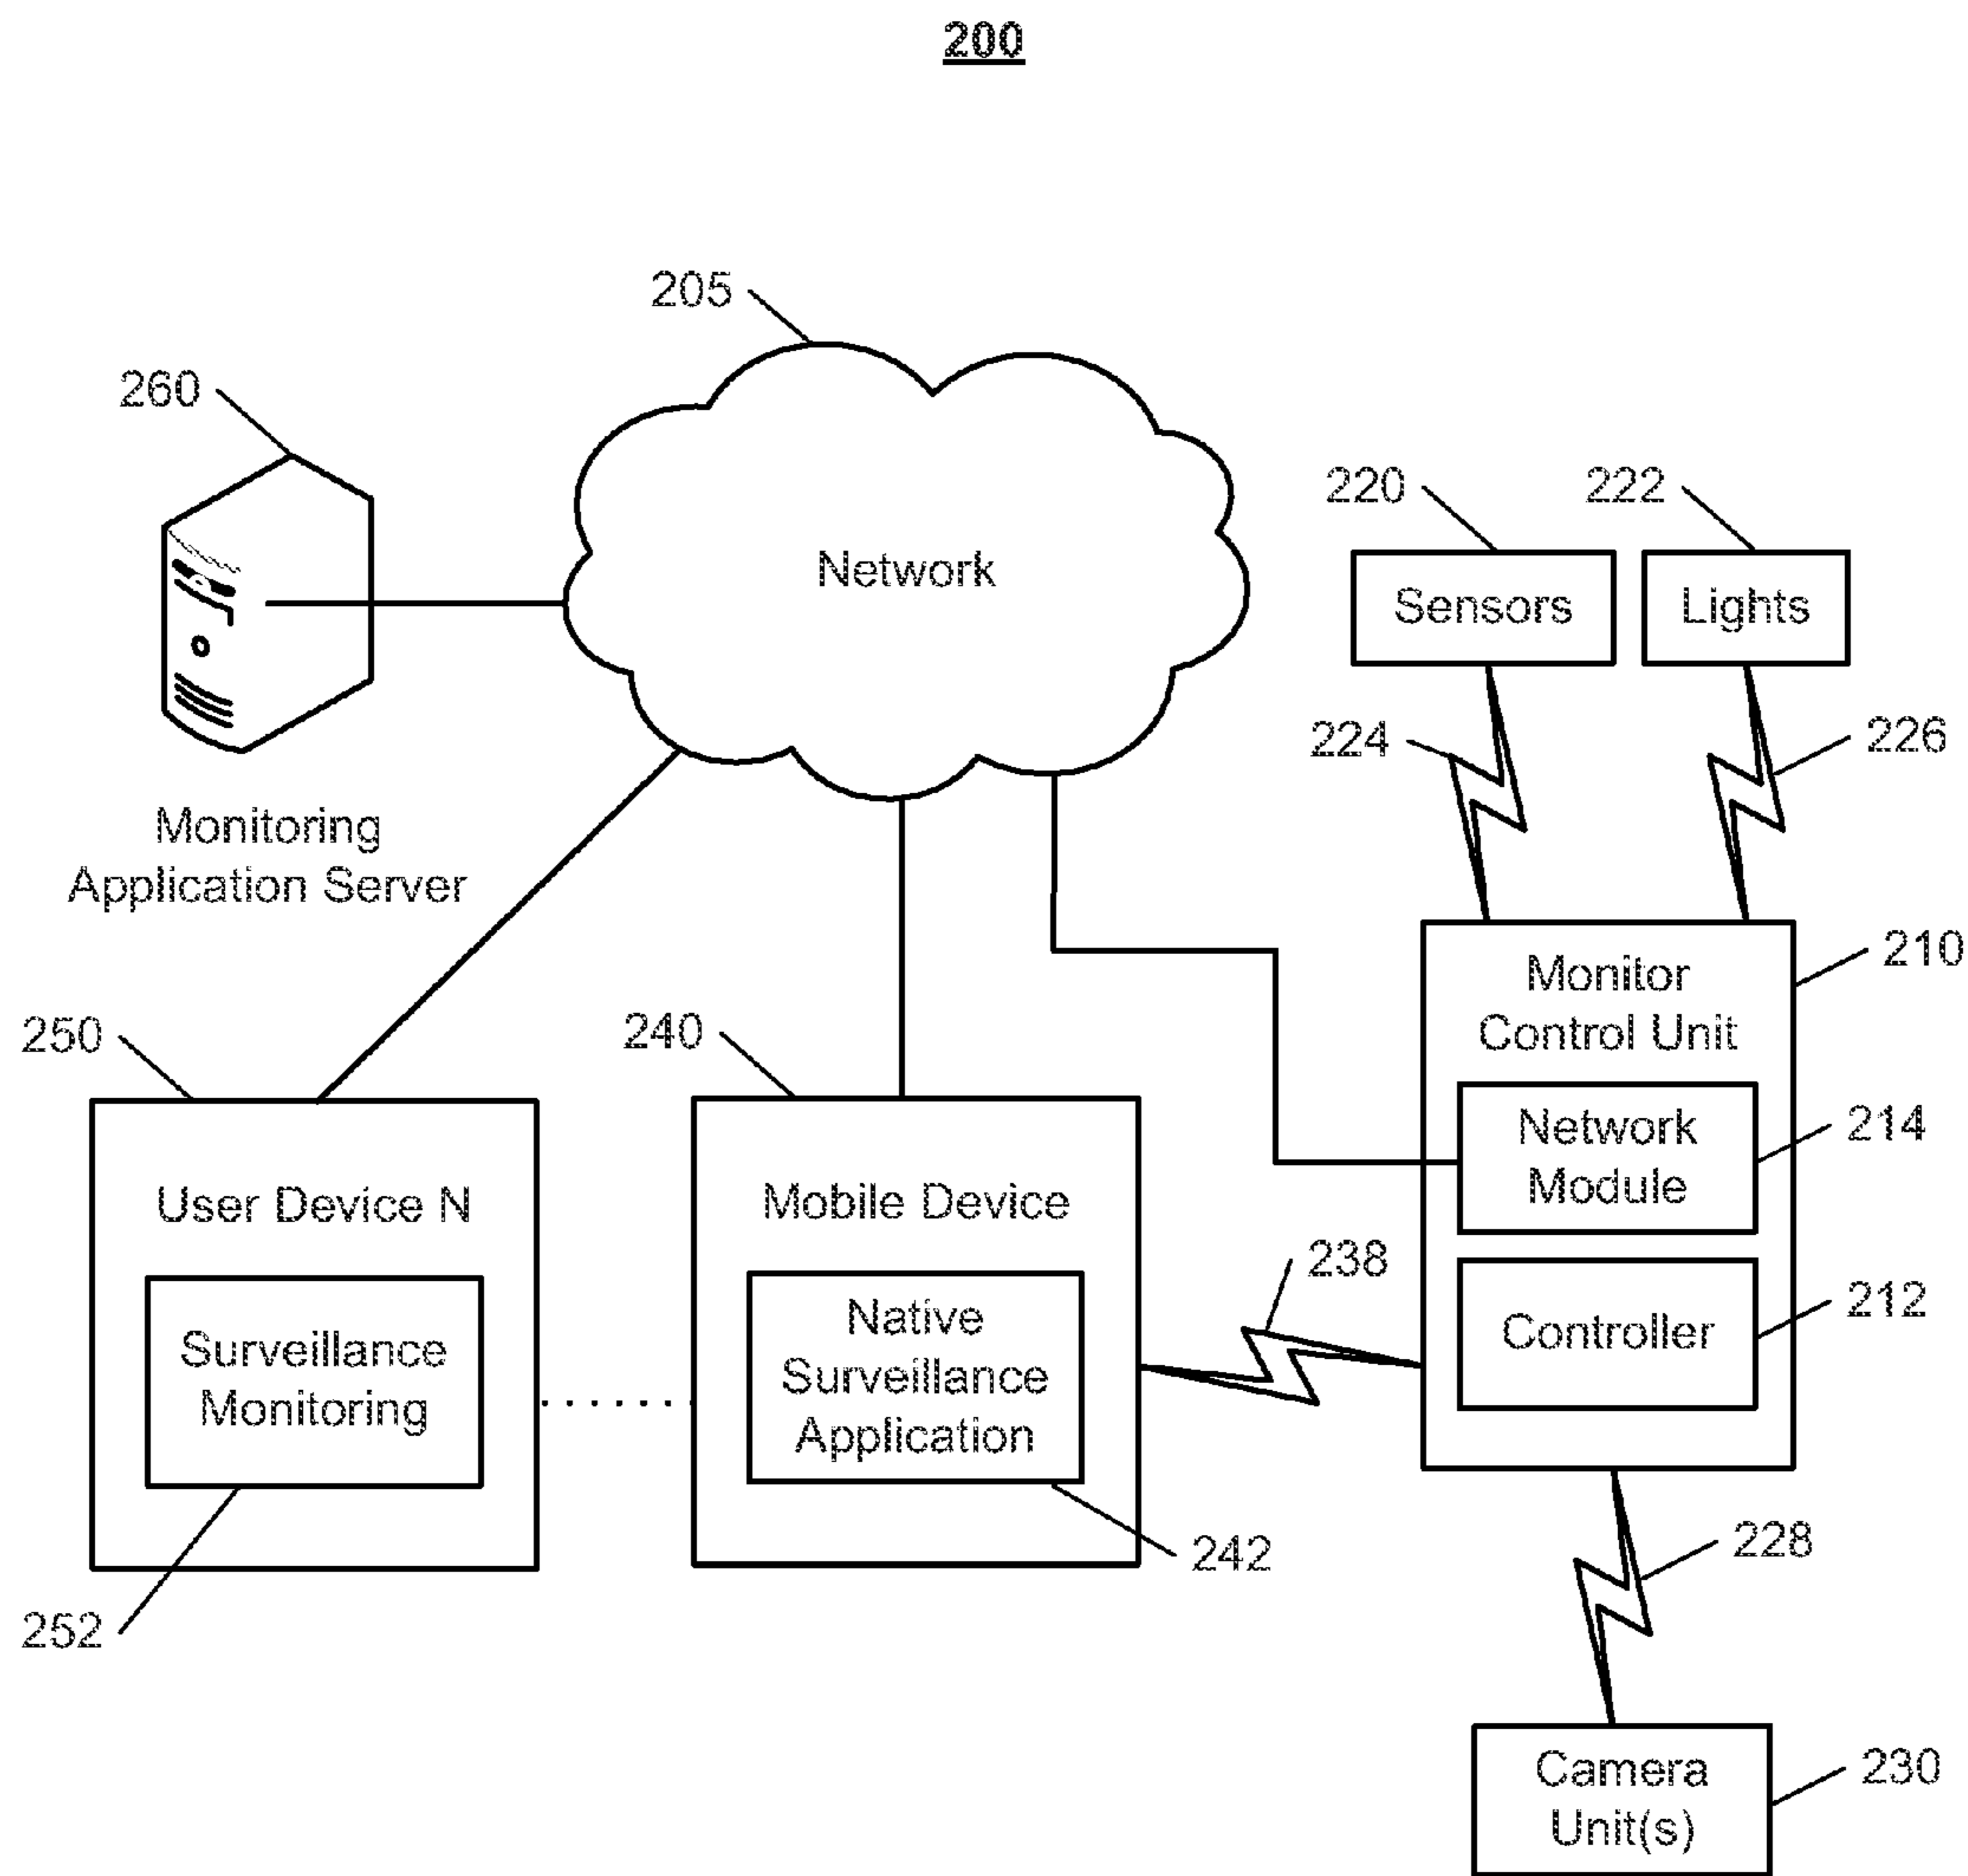 200
205
260
Network
220
222
Sensors
Lights
224
226
Monitoring
Application Server
210
Monitor
Control Unit
250
240
Network
Module
214
User Device N
Mobile Device
238
Controller
212
Surveillance
Monitoring
Native
Surveillance
Application
242
228
252
Camera
Unit(s)
230